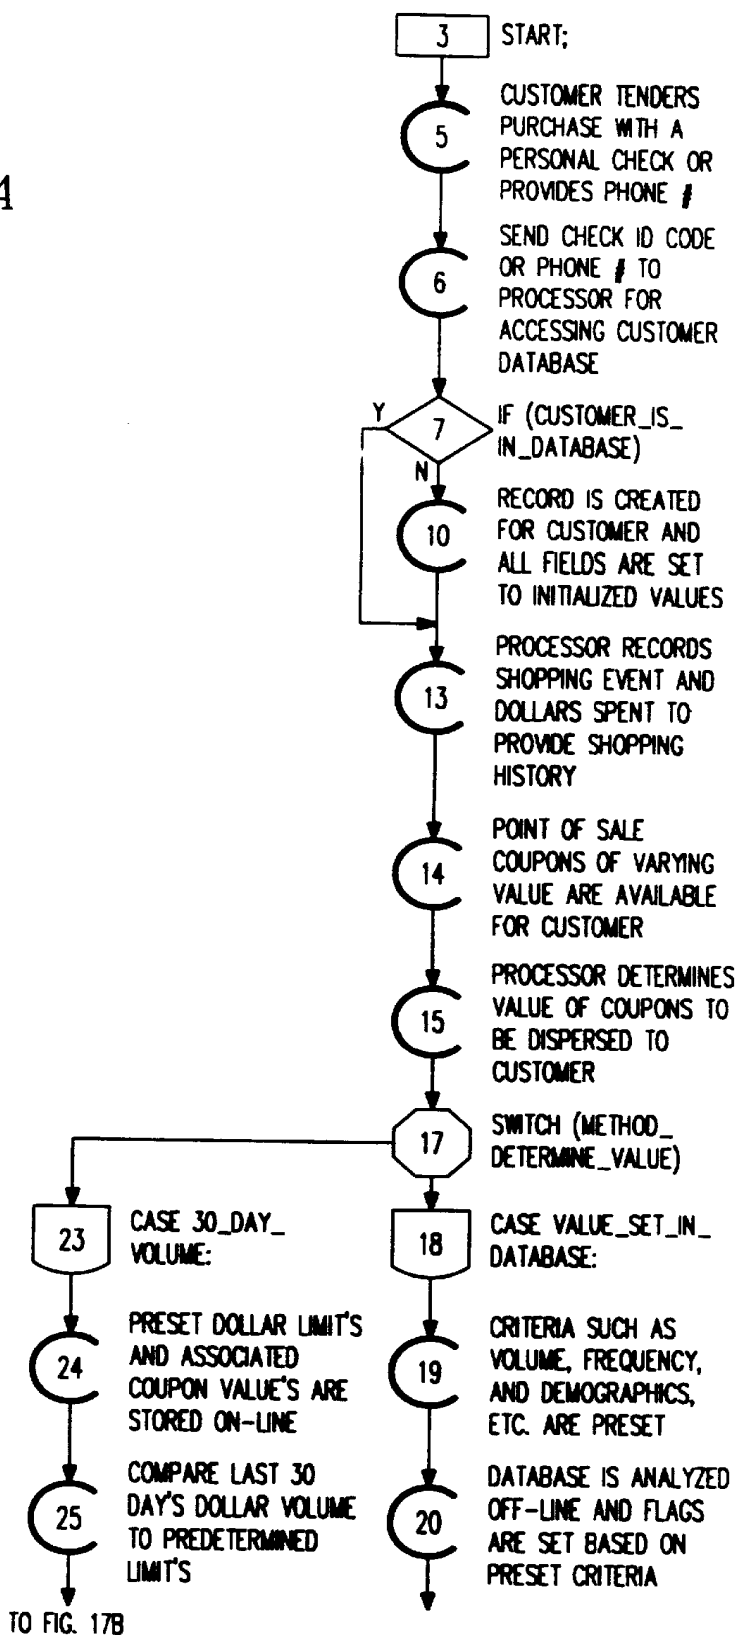 3 START;
5 CUSTOMER TENDERS
PURCHASE WITH A
PERSONAL CHECK OR
PROVIDES PHONE #
A
6 SEND CHECK ID CODE
OR PHONE # TO
PROCESSOR FOR
ACCESSING CUSTOMER
DATABASE
Y 7 N IF (CUSTOMER_IS_
IN_DATABASE)
10 RECORD IS CREATED
FOR CUSTOMER AND
ALL FIELDS ARE SET
TO INITIALIZED VALUES
13 PROCESSOR RECORDS
SHOPPING EVENT AND
DOLLARS SPENT TO
PROVIDE SHOPPING
HISTORY
14 POINT OF SALE
COUPONS OF VARYING
VALUE ARE AVAILABLE
FOR CUSTOMER
15 PROCESSOR DETERMINES
VALUE OF COUPONS TO
BE DISPERSED TO
CUSTOMER
17 SWITCH (METHOD_
DETERMINE_VALUE)
23 CASE 30_DAY_
VOLUME:
24 PRESET DOLLAR LIMIT'S
AND ASSOCIATED
COUPON VALUE'S ARE
STORED ON-LINE
25 COMPARE LAST 30
DAY'S DOLLAR VOLUME
TO PREDETERMINED
LIMIT'S
TO FIG. 17B
18 CASE VALUE_SET_IN_
DATABASE:
19 CRITERIA SUCH AS
VOLUME, FREQUENCY,
AND DEMOGRAPHICS,
ETC. ARE PRESET
20 DATABASE IS ANALYZED
OFF-LINE AND FLAGS
ARE SET BASED ON
PRESET CRITERIA